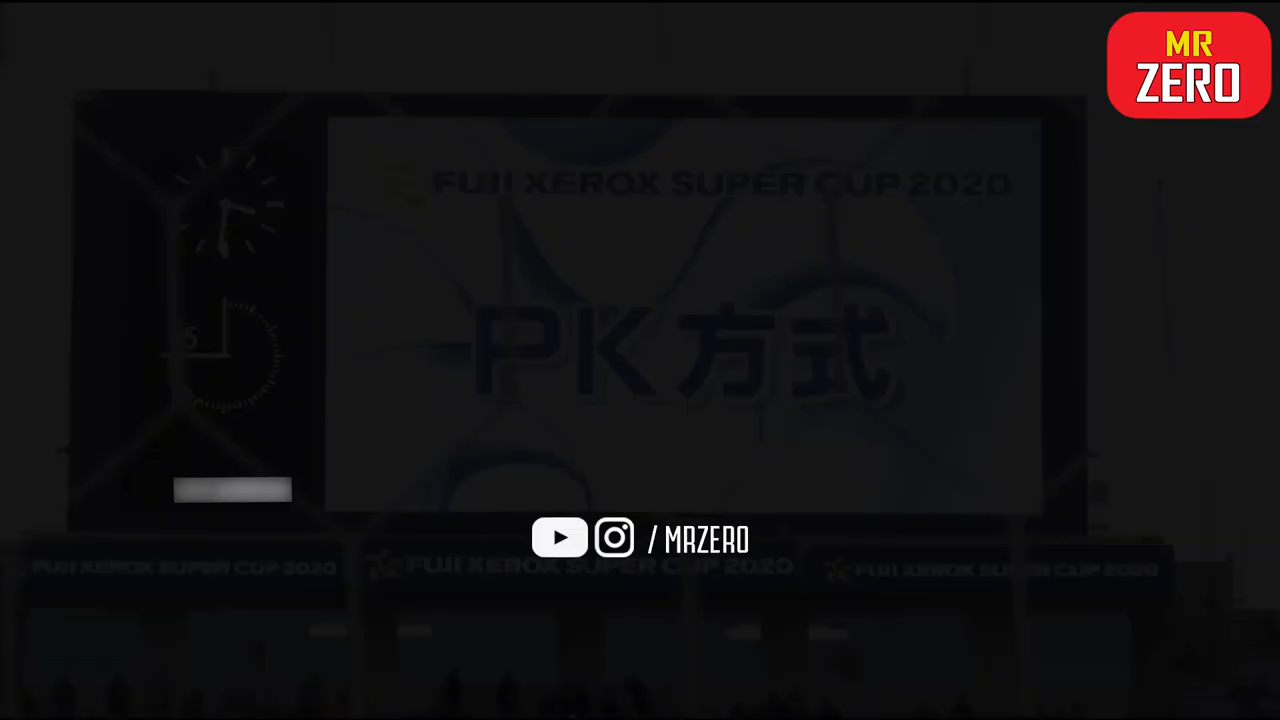 MR
ZERO
FUJI XEROX SUPER CUP 2020
PK方式
/ MRZERO
FUJI XEROX SUPER CUP 2020
FUJI XEROX SUPER CUP 2020
FUJI XEROX SUPER CUP 2020